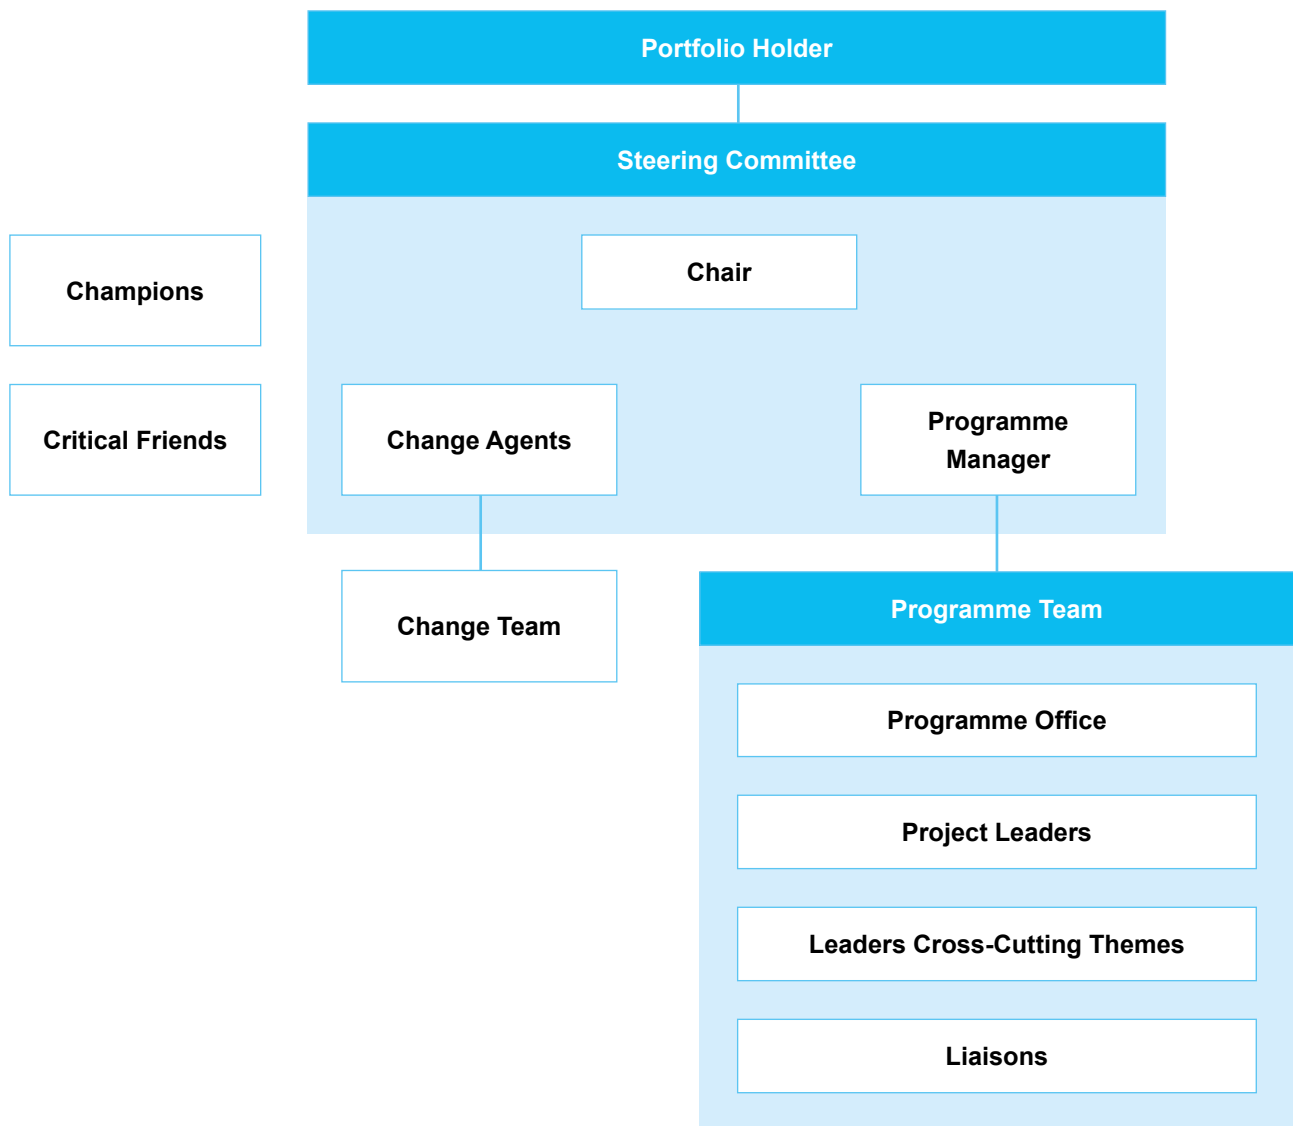 Portfolio Holder
Steering Committee
Chair
Champions
Critical Friends
Change Agents
Programme
Manager
Change Team
Programme Team
Programme Office
Project Leaders
Leaders Cross-Cutting Themes
Liaisons